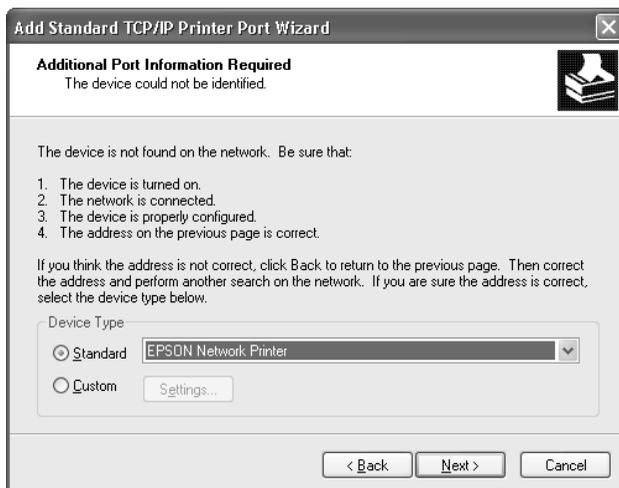 Add Standard TCP/IP Printer Port Wizard
Additional Port Information Required
The device could not be identified.
The device is not found on the network. Be sure that:
1. The device is turned on.
2. The network is connected.
3. The device is properly configured.
4. The address on the previous page is correct.
If you think the address is not correct, click Back to return to the previous page. Then correct
the address and perform another search on the network. If you are sure the address is correct,
select the device type below.
Device Type
Standard EPSON Network Printer
Custom Settings...
< Back Next > Cancel